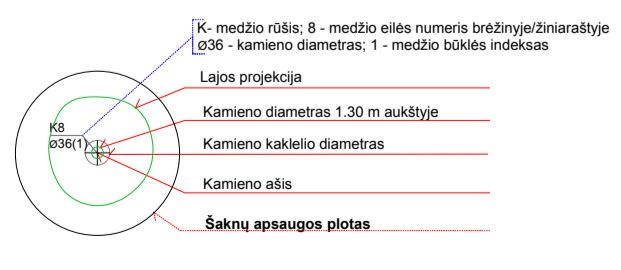 K- medžio rūšis; 8 - medžio eilės numeris brėžinyje/žiniaraštyje
Ø36 - kamieno diametras; 1 - medžio būklės indeksas
Lajos projekcija
Kamieno diametras 1.30 m aukštyje
K8
Ø36(1)
Kamieno kaklelio diametras
Kamieno ašis
Šaknų apsaugos plotas